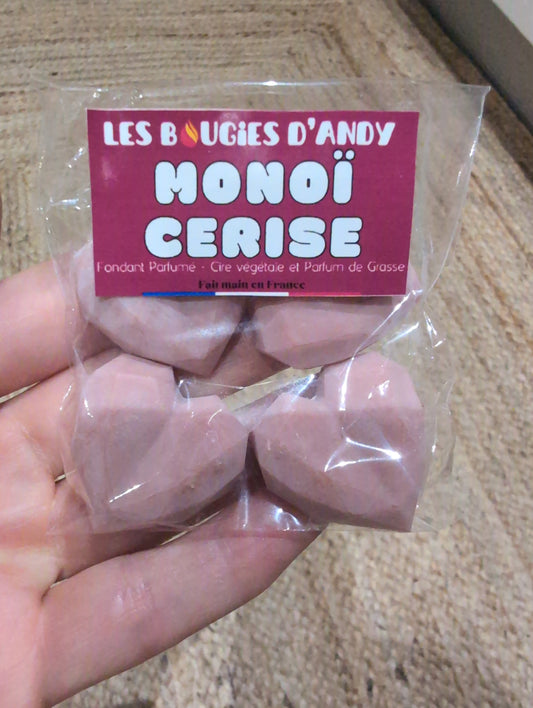 LES BOUGiES D'ANDY
MONOÏ
CERISE
Fondant Parfumé - Cire végétale et Parfum de Grasse
Fait main en France